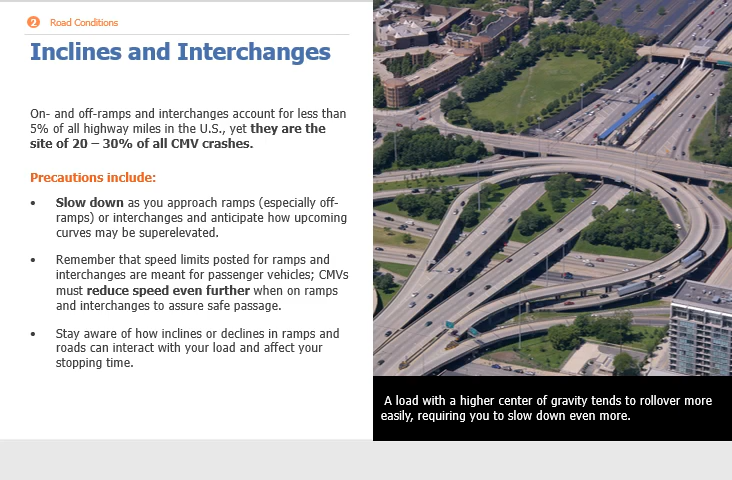 2 Road Conditions
Inclines and Interchanges
On- and off-ramps and interchanges account for less than
5% of all highway miles in the U.S., yet they are the
site of 20 – 30% of all CMV crashes.
Precautions include:
• Slow down as you approach ramps (especially off-
ramps) or interchanges and anticipate how upcoming
curves may be superelevated.
• Remember that speed limits posted for ramps and
interchanges are meant for passenger vehicles; CMVs
must reduce speed even further when on ramps
and interchanges to assure safe passage.
• Stay aware of how inclines or declines in ramps and
roads can interact with your load and affect your
stopping time.
A load with a higher center of gravity tends to rollover more
easily, requiring you to slow down even more.